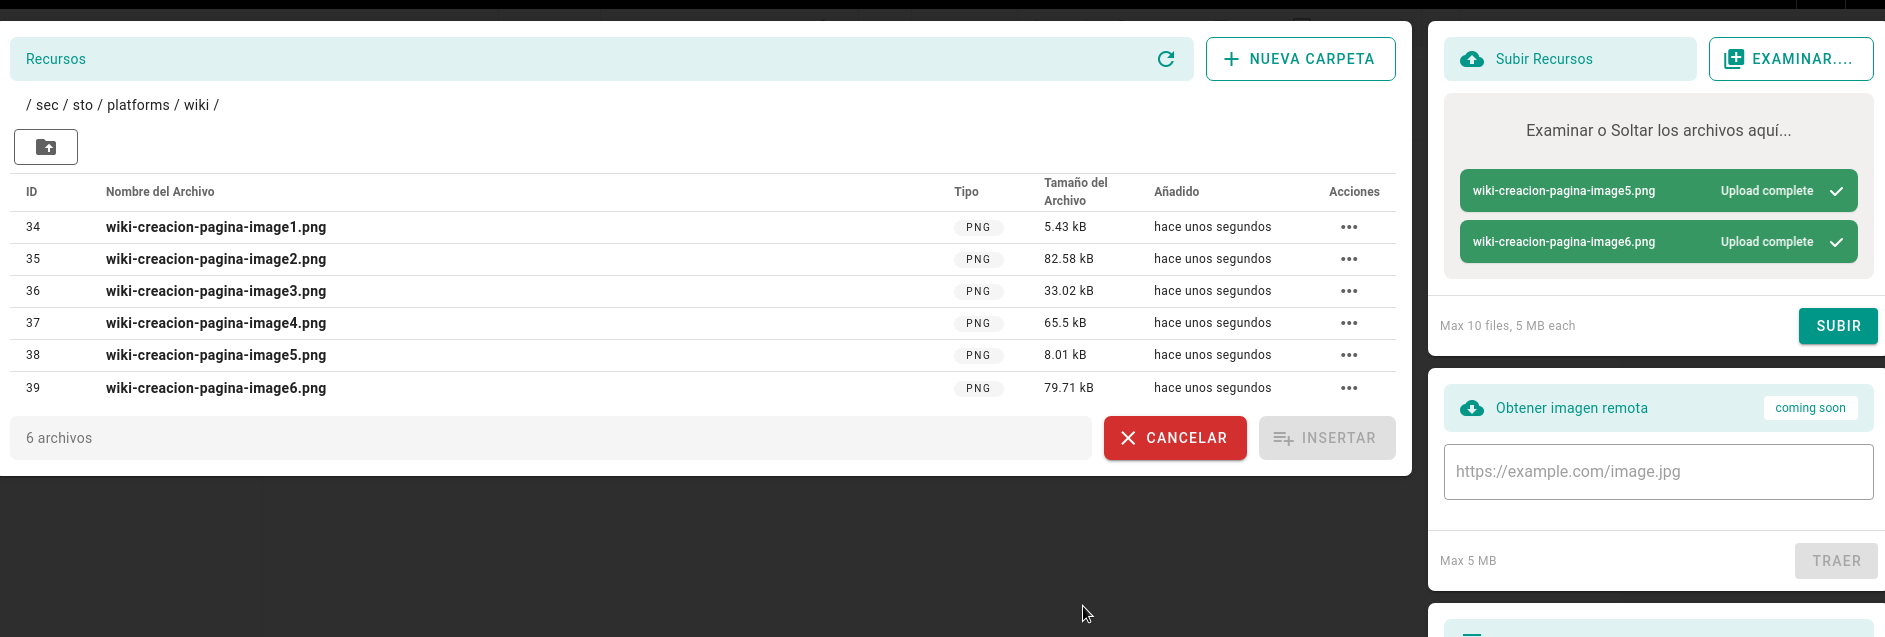 Recursos
NUEVA CARPETA
/ sec / sto / platforms / wiki /
ID Nombre del Archivo Tipo Tamaño del Archivo Añadido Acciones
34 wiki-creacion-pagina-image1.png PNG 5.43 kB hace unos segundos
35 wiki-creacion-pagina-image2.png PNG 82.58 kB hace unos segundos
36 wiki-creacion-pagina-image3.png PNG 33.02 kB hace unos segundos
37 wiki-creacion-pagina-image4.png PNG 65.5 kB hace unos segundos
38 wiki-creacion-pagina-image5.png PNG 8.01 kB hace unos segundos
39 wiki-creacion-pagina-image6.png PNG 79.71 kB hace unos segundos
6 archivos
CANCELAR
INSERTAR
Subir Recursos
EXAMINAR....
Examinar o Soltar los archivos aquí...
wiki-creacion-pagina-image5.png Upload complete
wiki-creacion-pagina-image6.png Upload complete
Max 10 files, 5 MB each
SUBIR
Obtener imagen remota
coming soon
https://example.com/image.jpg
Max 5 MB
TRAER